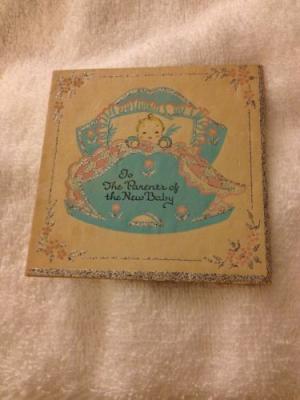 To
The Parents of
the New Baby